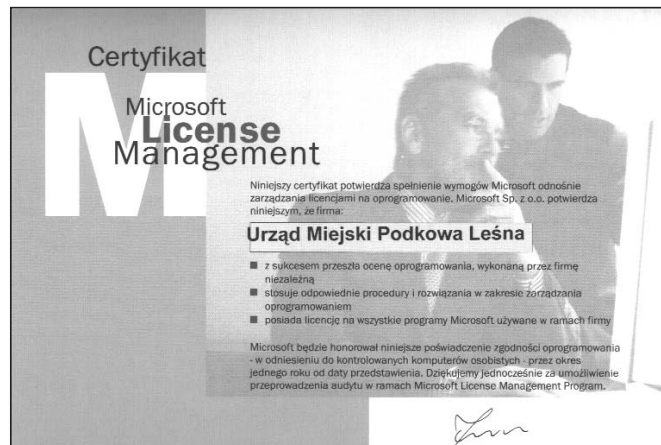 Certyfikat
M
Microsoft
License
Management
Niniejszy certyfikat potwierdza spełnienie wymogów Microsoft odnośnie
zarządzania licencjami na oprogramowanie. Microsoft Sp. z o.o. potwierdza
niniejszym, że firma:
Urząd Miejski Podkowa Leśna
z sukcesem przeszła ocenę oprogramowania, wykonaną przez firmę
niezależną
stosuje odpowiednie procedury i rozwiązania w zakresie zarządzania
oprogramowaniem
posiada licencję na wszystkie programy Microsoft używane w ramach firmy
Microsoft będzie honorował niniejsze poświadczenie zgodności oprogramowania
- w odniesieniu do kontrolowanych komputerów osobistych - przez okres
jednego roku od daty przedstawienia. Dziękujemy jednocześnie za umożliwienie
przeprowadzenia audytu w ramach Microsoft License Management Program.